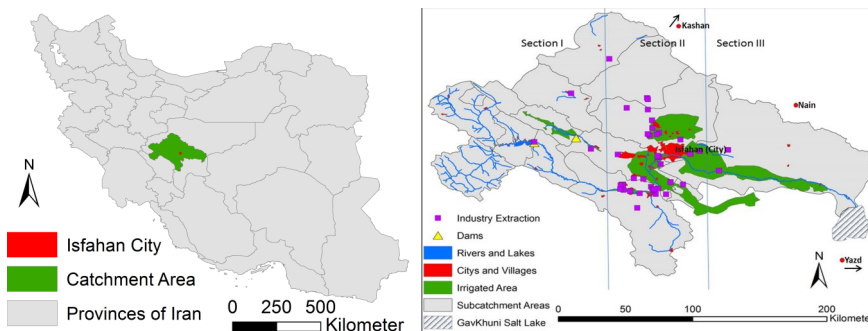 N
Isfahan City
Catchment Area
Provinces of Iran
0 250 500
Kilometer
Kashan
Section I Section II Section III
Nain
Isfahan (City)
Industry Extraction
Dams
Rivers and Lakes
Citys and Villages
Irrigated Area
Subcatchment Areas
GavKhuni Salt Lake
N
Yazd
0 50 100 200
Kilometer